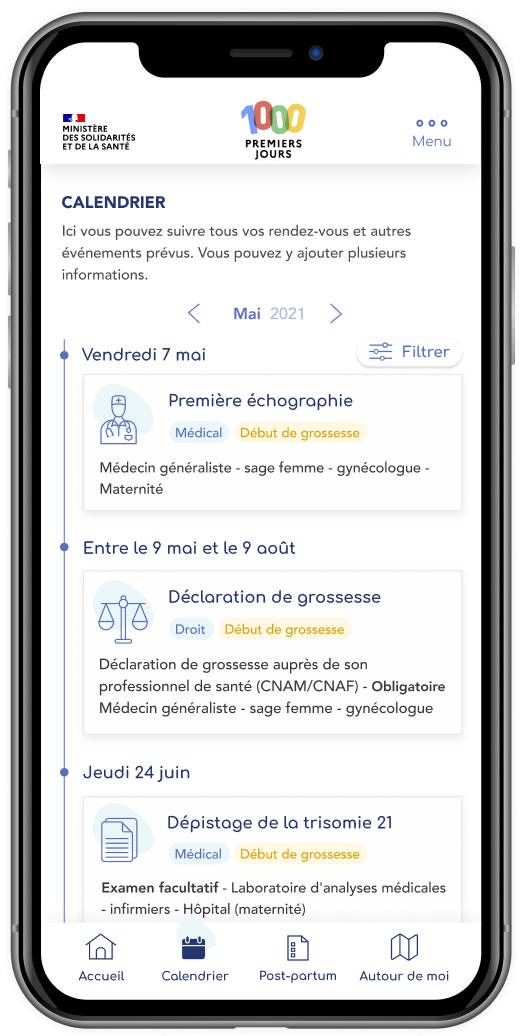 MINISTÈRE
DES SOLIDARITÉS
ET DE LA SANTÉ
1000
PREMIERS
JOURS
Menu
CALENDRIER
Ici vous pouvez suivre tous vos rendez-vous et autres
événements prévus. Vous pouvez y ajouter plusieurs
informations.
Mai 2021
Vendredi 7 mai
Filtrer
Première échographie
Médical Début de grossesse
Médecin généraliste - sage femme - gynécologue -
Maternité
Entre le 9 mai et le 9 août
Déclaration de grossesse
Droit Début de grossesse
Déclaration de grossesse auprès de son
professionnel de santé (CNAM/CNAF) - Obligatoire
Médecin généraliste - sage femme - gynécologue
Jeudi 24 juin
Dépistage de la trisomie 21
Médical Début de grossesse
Examen facultatif - Laboratoire d'analyses médicales
- infirmiers - Hôpital (maternité)
Accueil Calendrier Post-partum Autour de moi